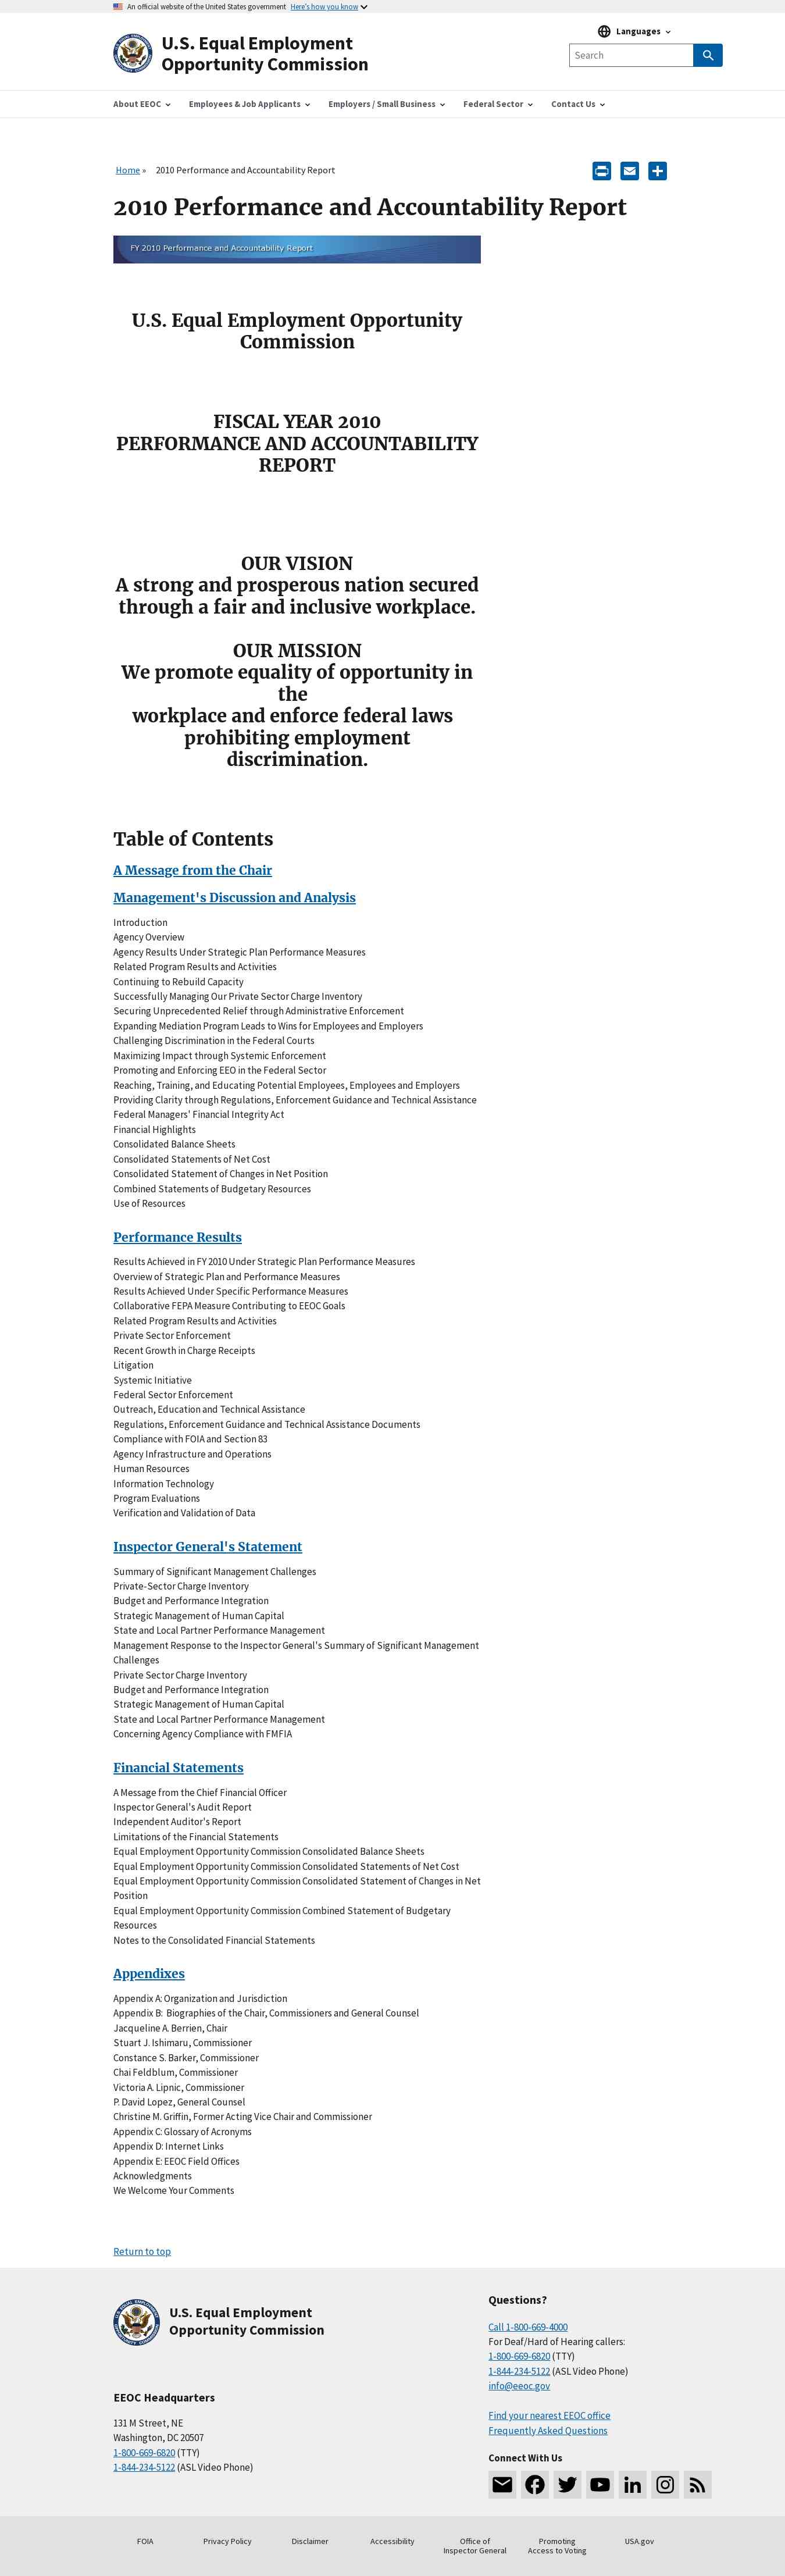 An official website of the United States government Here's how you know
U.S. Equal Employment
Opportunity Commission
Languages
Search
About EEOC
Employees & Job Applicants
Employers / Small Business
Federal Sector
Contact Us
Home » 2010 Performance and Accountability Report
2010 Performance and Accountability Report
FY 2010 Performance and Accountability Report
U.S. Equal Employment Opportunity
Commission
FISCAL YEAR 2010
PERFORMANCE AND ACCOUNTABILITY
REPORT
OUR VISION
A strong and prosperous nation secured
through a fair and inclusive workplace.
OUR MISSION
We promote equality of opportunity in
the
workplace and enforce federal laws
prohibiting employment
discrimination.
Table of Contents
A Message from the Chair
Management's Discussion and Analysis
Introduction
Agency Overview
Agency Results Under Strategic Plan Performance Measures
Related Program Results and Activities
Continuing to Rebuild Capacity
Successfully Managing Our Private Sector Charge Inventory
Securing Unprecedented Relief through Administrative Enforcement
Expanding Mediation Program Leads to Wins for Employees and Employers
Challenging Discrimination in the Federal Courts
Maximizing Impact through Systemic Enforcement
Promoting and Enforcing EEO in the Federal Sector
Reaching, Training, and Educating Potential Employees, Employees and Employers
Providing Clarity through Regulations, Enforcement Guidance and Technical Assistance
Federal Managers' Financial Integrity Act
Financial Highlights
Consolidated Balance Sheets
Consolidated Statements of Net Cost
Consolidated Statement of Changes in Net Position
Combined Statements of Budgetary Resources
Use of Resources
Performance Results
Results Achieved in FY 2010 Under Strategic Plan Performance Measures
Overview of Strategic Plan and Performance Measures
Results Achieved Under Specific Performance Measures
Collaborative FEPA Measure Contributing to EEOC Goals
Related Program Results and Activities
Private Sector Enforcement
Recent Growth in Charge Receipts
Litigation
Systemic Initiative
Federal Sector Enforcement
Outreach, Education and Technical Assistance
Regulations, Enforcement Guidance and Technical Assistance Documents
Compliance with FOIA and Section 83
Agency Infrastructure and Operations
Human Resources
Information Technology
Program Evaluations
Verification and Validation of Data
Inspector General's Statement
Summary of Significant Management Challenges
Private-Sector Charge Inventory
Budget and Performance Integration
Strategic Management of Human Capital
State and Local Partner Performance Management
Management Response to the Inspector General's Summary of Significant Management
Challenges
Private Sector Charge Inventory
Budget and Performance Integration
Strategic Management of Human Capital
State and Local Partner Performance Management
Concerning Agency Compliance with FMFIA
Financial Statements
A Message from the Chief Financial Officer
Inspector General's Audit Report
Independent Auditor's Report
Limitations of the Financial Statements
Equal Employment Opportunity Commission Consolidated Balance Sheets
Equal Employment Opportunity Commission Consolidated Statements of Net Cost
Equal Employment Opportunity Commission Consolidated Statement of Changes in Net
Position
Equal Employment Opportunity Commission Combined Statement of Budgetary
Resources
Notes to the Consolidated Financial Statements
Appendixes
Appendix A: Organization and Jurisdiction
Appendix B: Biographies of the Chair, Commissioners and General Counsel
Jacqueline A. Berrien, Chair
Stuart J. Ishimaru, Commissioner
Constance S. Barker, Commissioner
Chai Feldblum, Commissioner
Victoria A. Lipnic, Commissioner
P. David Lopez, General Counsel
Christine M. Griffin, Former Acting Vice Chair and Commissioner
Appendix C: Glossary of Acronyms
Appendix D: Internet Links
Appendix E: EEOC Field Offices
Acknowledgments
We Welcome Your Comments
Return to top
U.S. Equal Employment
Opportunity Commission
EEOC Headquarters
131 M Street, NE
Washington, DC 20507
1-800-669-6820 (TTY)
1-844-234-5122 (ASL Video Phone)
Questions?
Call 1-800-669-4000
For Deaf/Hard of Hearing callers:
1-800-669-6820 (TTY)
1-844-234-5122 (ASL Video Phone)
info@eeoc.gov
Find your nearest EEOC office
Frequently Asked Questions
Connect With Us
FOIA
Privacy Policy
Disclaimer
Accessibility
Office of
Inspector General
Promoting
Access to Voting
USA.gov